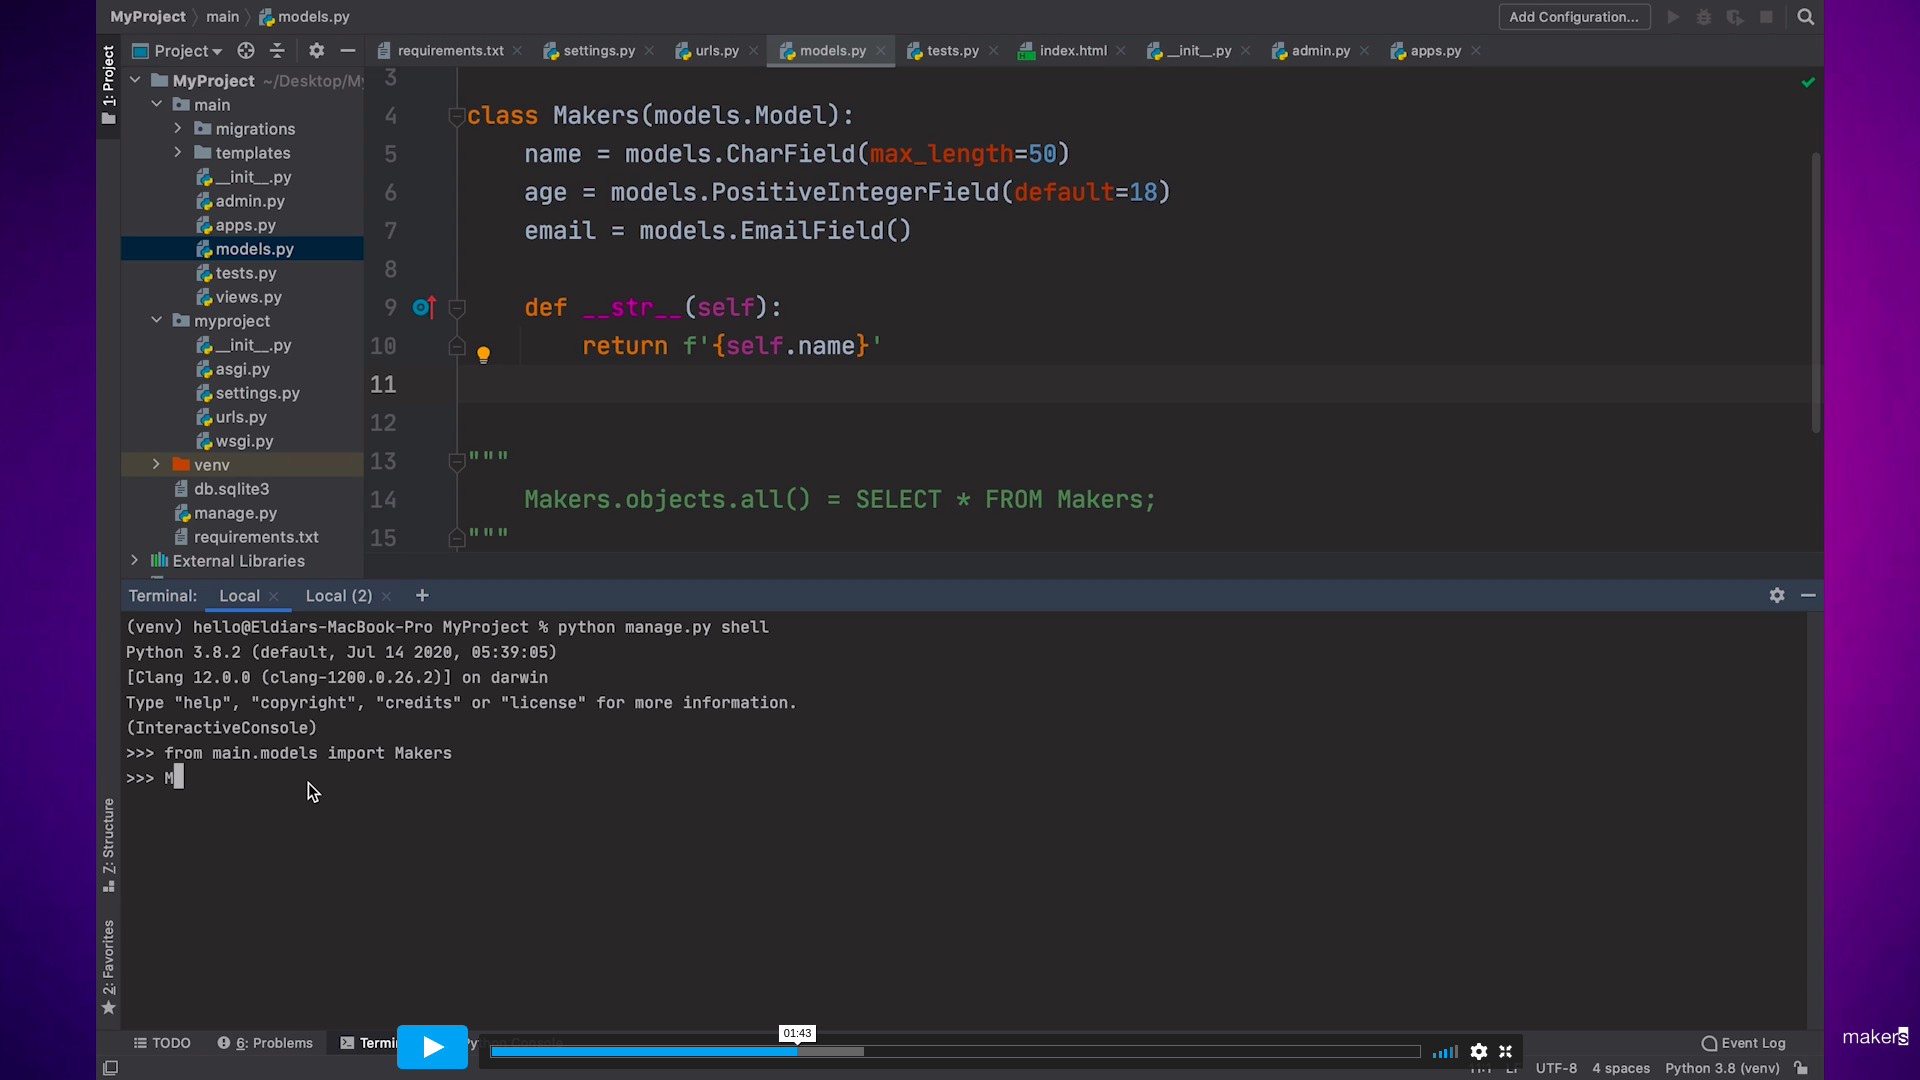 MyProject main models.py
Add Configuration...
1: Project
Project
requirements.txt settings.py urls.py models.py tests.py index.html __init__.py admin.py apps.py
MyProject ~/Desktop/My
main
migrations
templates
__init__.py
admin.py
apps.py
models.py
tests.py
views.py
myproject
__init__.py
asgi.py
settings.py
urls.py
wsgi.py
venv
db.sqlite3
manage.py
requirements.txt
External Libraries
3
4 class Makers(models.Model):
5 name = models.CharField(max_length=50)
6 age = models.PositiveIntegerField(default=18)
7 email = models.EmailField()
8
9 def __str__(self):
10 return f'{self.name}'
11
12
13 """
14 Makers.objects.all() = SELECT * FROM Makers;
15 """
Terminal: Local Local (2) +
(venv) hello@Eldiars-MacBook-Pro MyProject % python manage.py shell
Python 3.8.2 (default, Jul 14 2020, 05:39:05)
[Clang 12.0.0 (clang-1200.0.26.2)] on darwin
Type "help", "copyright", "credits" or "license" for more information.
(InteractiveConsole)
>>> from main.models import Makers
>>> M
Z: Structure
2: Favorites
TODO 6: Problems Termi
01:43
Event Log
UTF-8 4 spaces Python 3.8 (venv)
makers